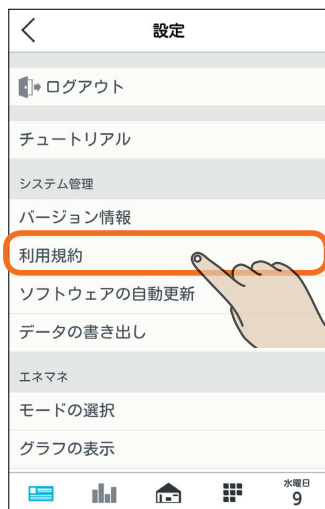 設定
ログアウト
チュートリアル
システム管理
バージョン情報
利用規約
ソフトウェアの自動更新
データの書き出し
エネマネ
モードの選択
グラフの表示
水曜日
9